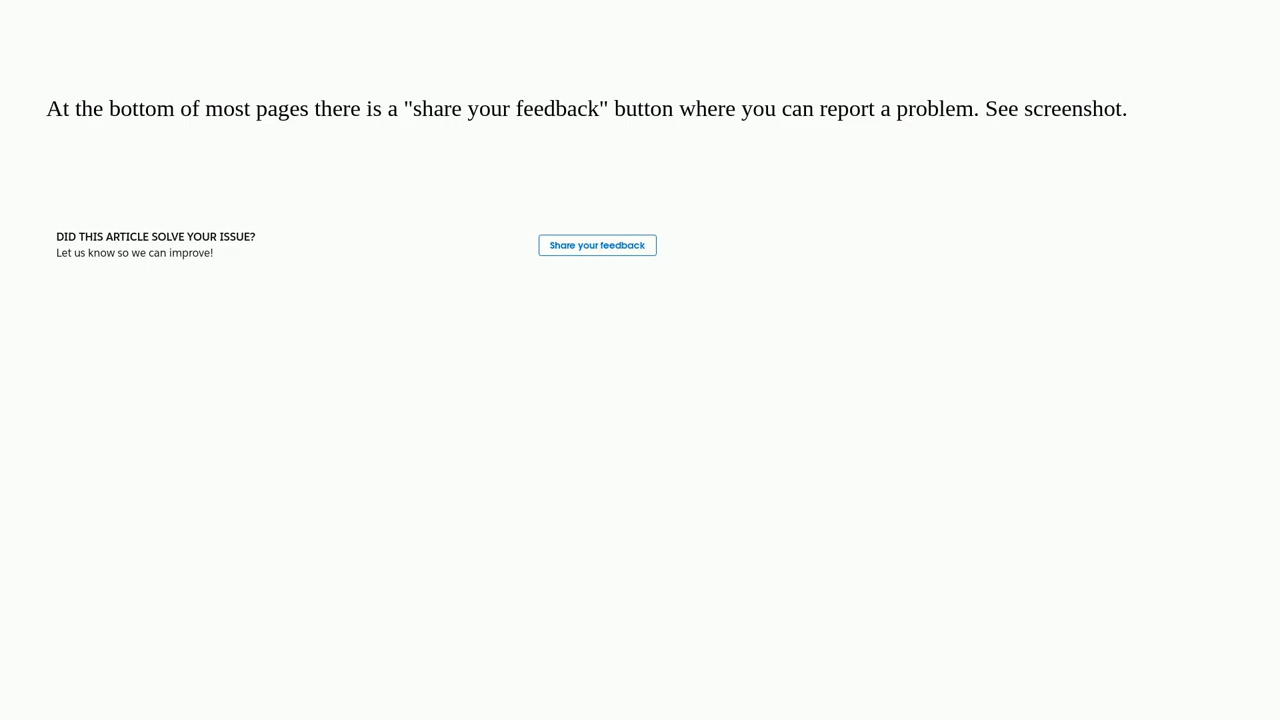 At the bottom of most pages there is a "share your feedback" button where you can report a problem. See screenshot.
DID THIS ARTICLE SOLVE YOUR ISSUE?
Let us know so we can improve!
Share your feedback